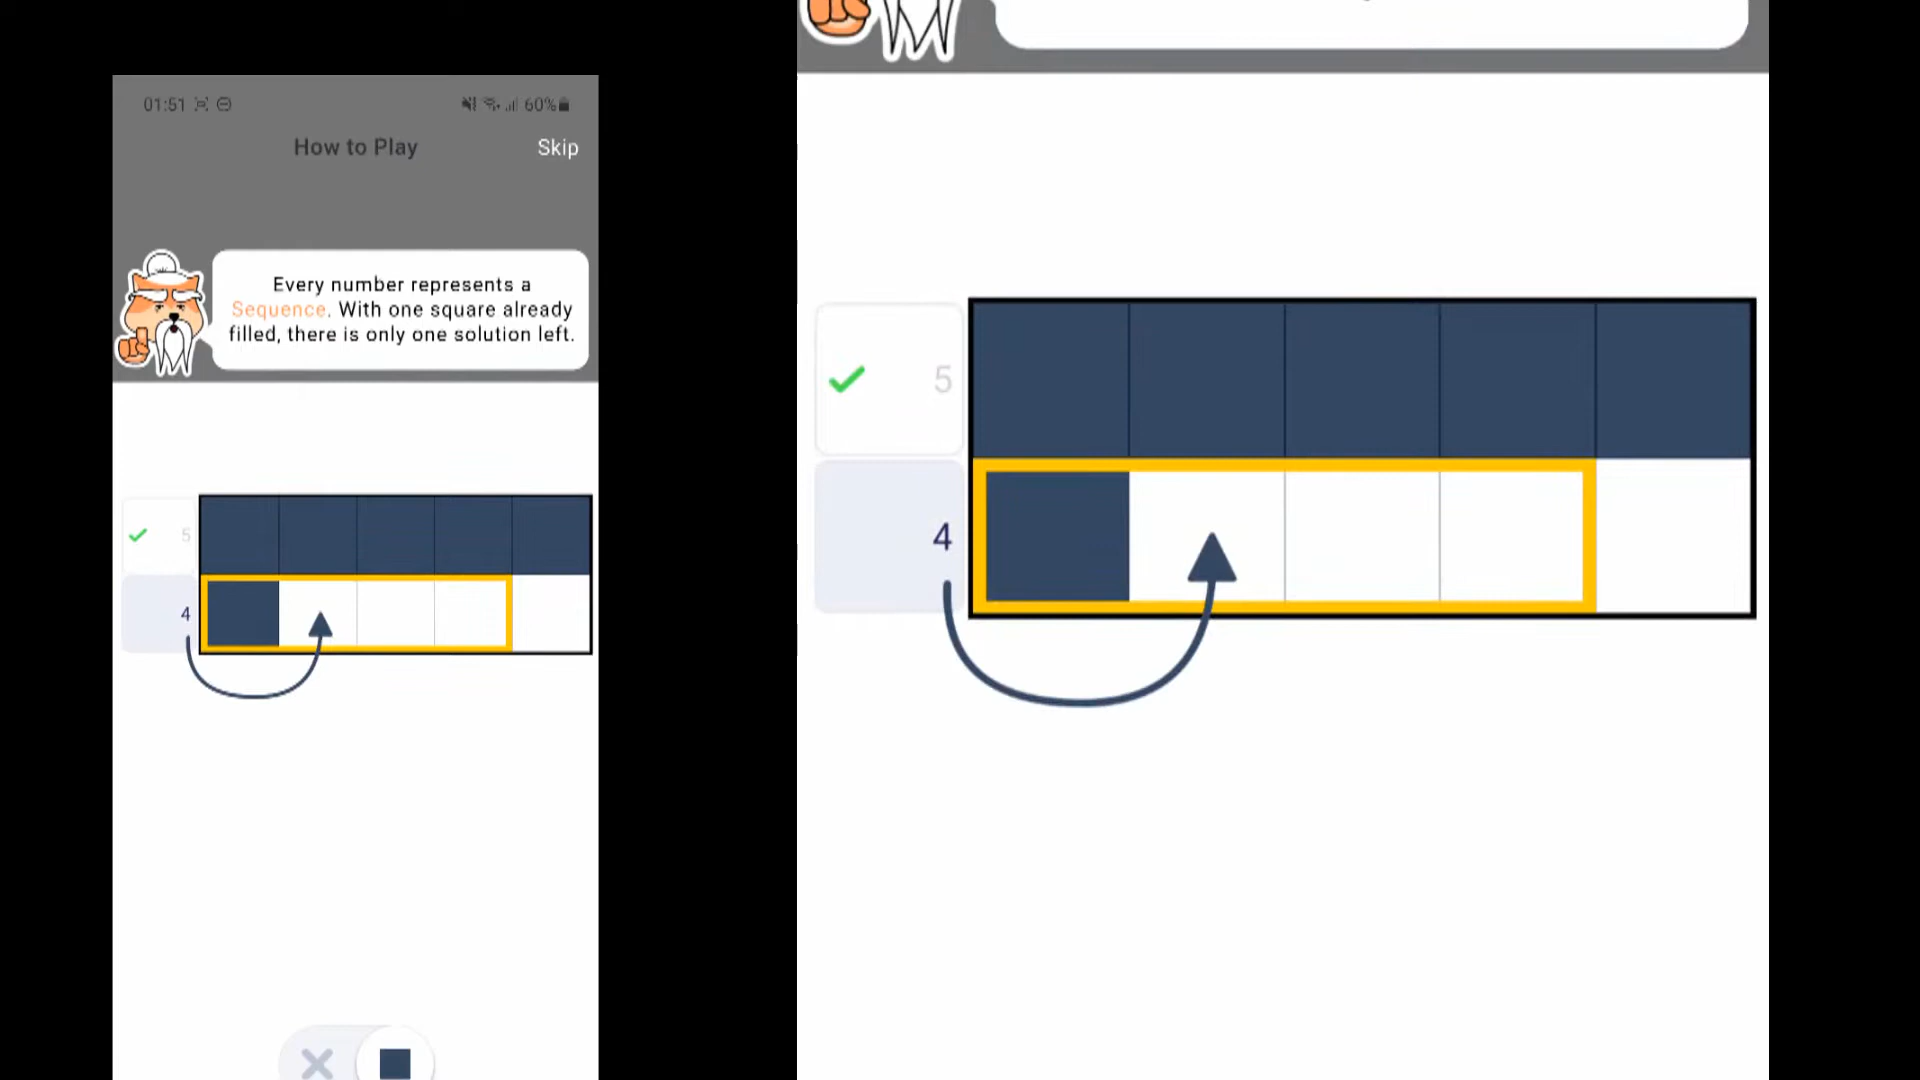 01:51
60%
How to Play
Skip
Every number represents a
Sequence. With one square already
filled, there is only one solution left.
5
4
5
4